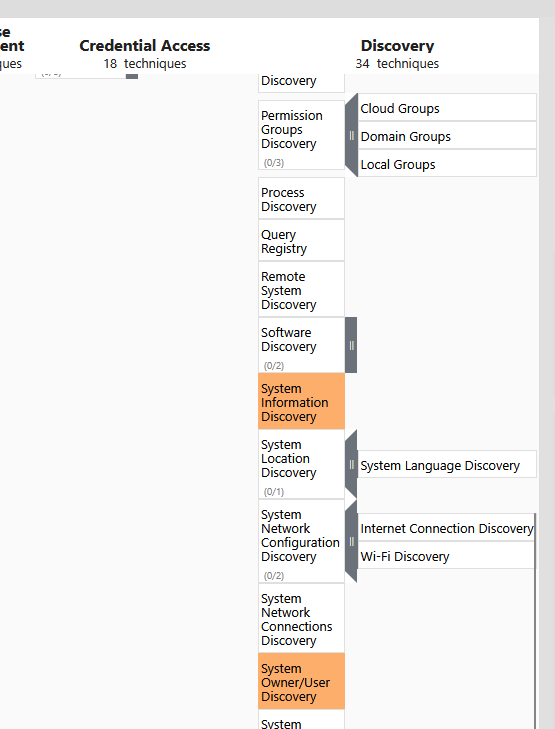 se
ent
ques
Credential Access
18 techniques
Discovery
34 techniques
Discovery
Permission
Groups
Discovery
(0/3)
Cloud Groups
Domain Groups
Local Groups
Process
Discovery
Query
Registry
Remote
System
Discovery
Software
Discovery
(0/2)
System
Information
Discovery
System
Location
Discovery
(0/1)
System Language Discovery
System
Network
Configuration
Discovery
(0/2)
Internet Connection Discovery
Wi-Fi Discovery
System
Network
Connections
Discovery
System
Owner/User
Discovery
System